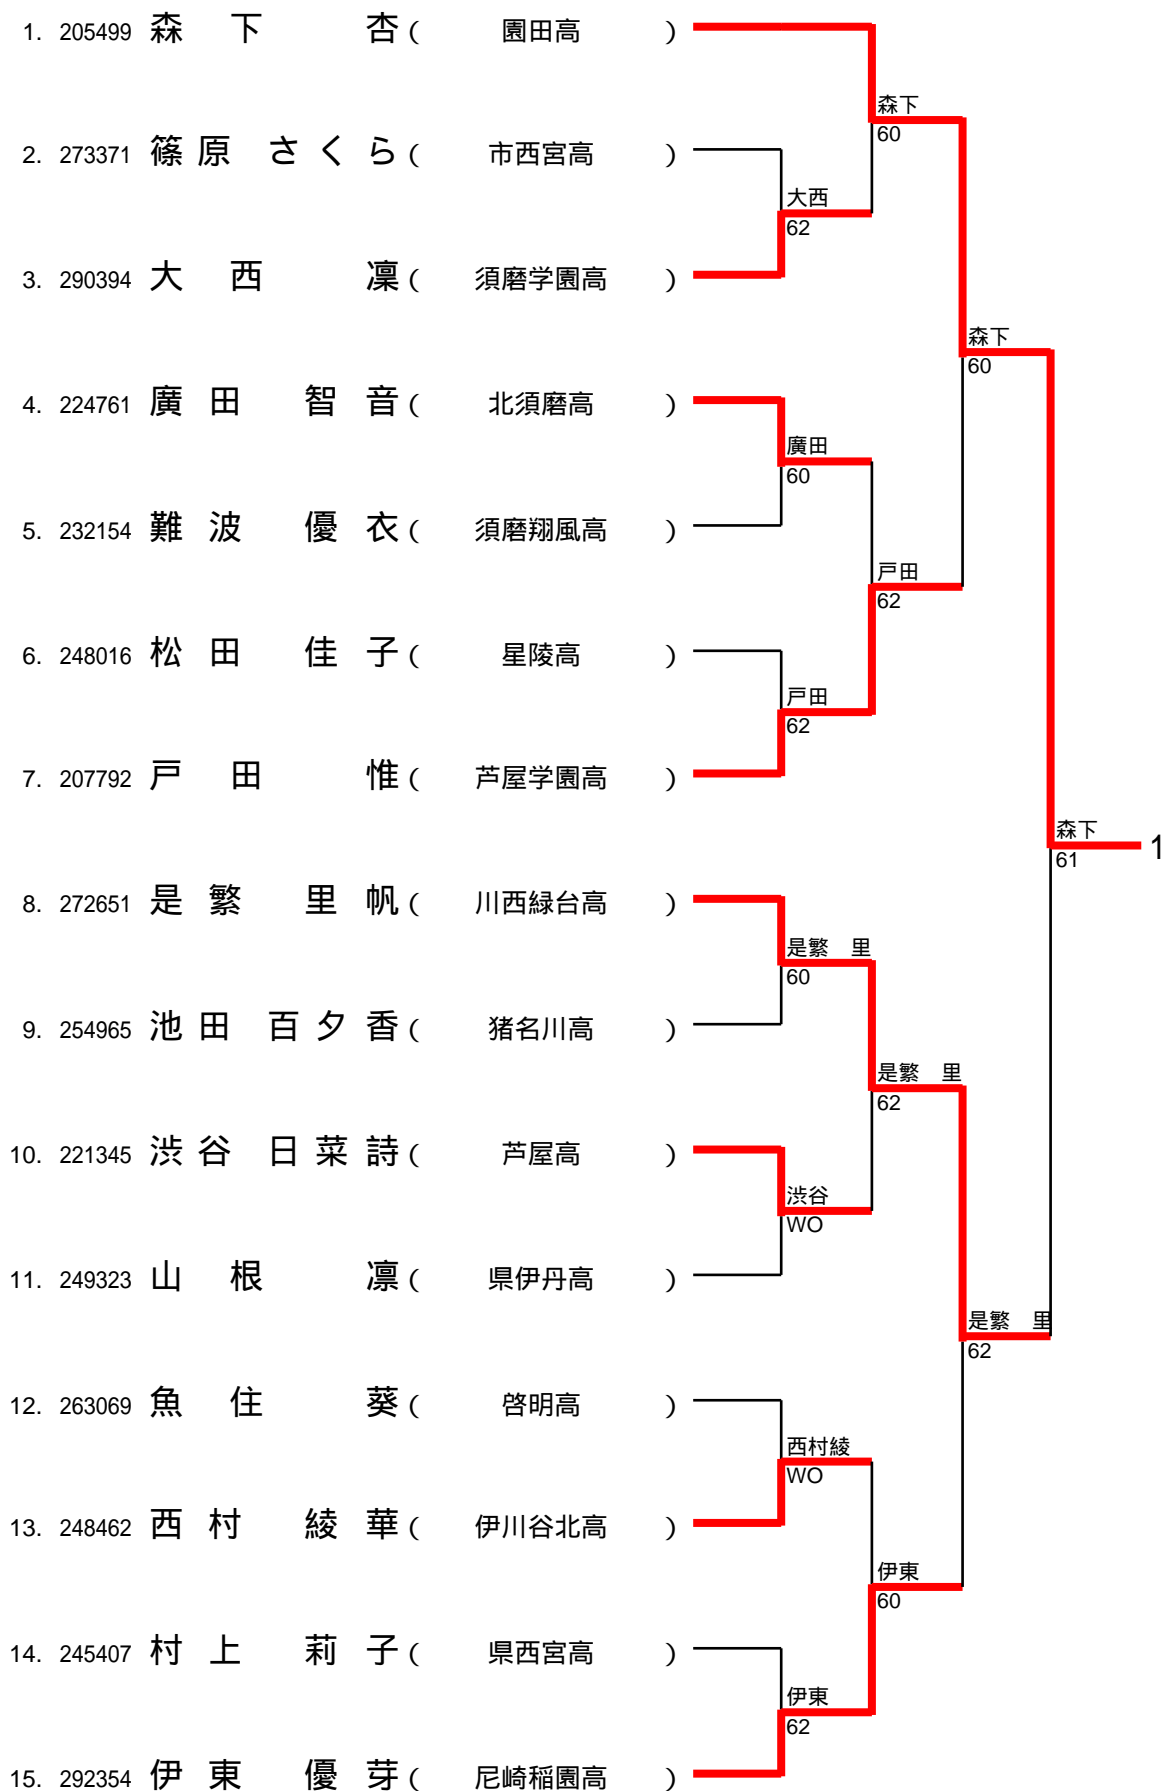 1. 205499 森下 杏 ( 園田高 )
森下
60
2. 273371 篠原 さくら ( 市西宮高 )
大西
62
3. 290394 大西 凜 ( 須磨学園高 )
森下
60
4. 224761 廣田 智音 ( 北須磨高 )
廣田
60
5. 232154 難波 優衣 ( 須磨翔風高 )
戸田
62
6. 248016 松田 佳子 ( 星陵高 )
戸田
62
7. 207792 戸田 惟 ( 芦屋学園高 )
森下
61
1
8. 272651 是繁 里帆 ( 川西緑台高 )
是繁 里
60
9. 254965 池田 百夕香 ( 猪名川高 )
是繁 里
62
10. 221345 渋谷 日菜詩 ( 芦屋高 )
渋谷
WO
11. 249323 山根 凛 ( 県伊丹高 )
是繁 里
62
12. 263069 魚住 葵 ( 啓明高 )
西村綾
WO
13. 248462 西村 綾華 ( 伊川谷北高 )
伊東
60
14. 245407 村上 莉子 ( 県西宮高 )
伊東
62
15. 292354 伊東 優芽 ( 尼崎稲園高 )